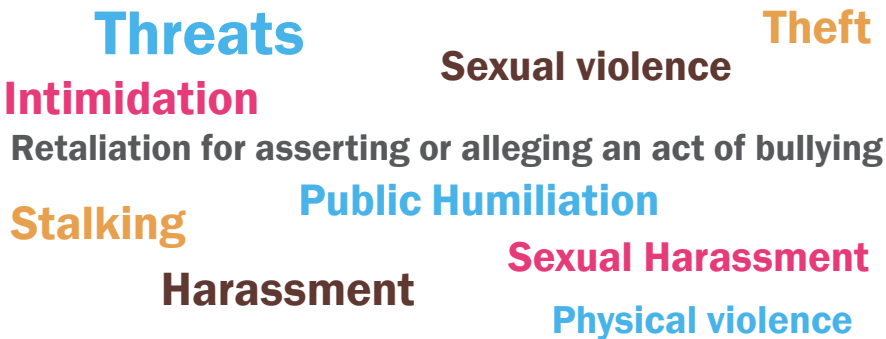 Threats
Theft
Sexual violence
Intimidation
Retaliation for asserting or alleging an act of bullying
Public Humiliation
Stalking
Sexual Harassment
Harassment
Physical violence